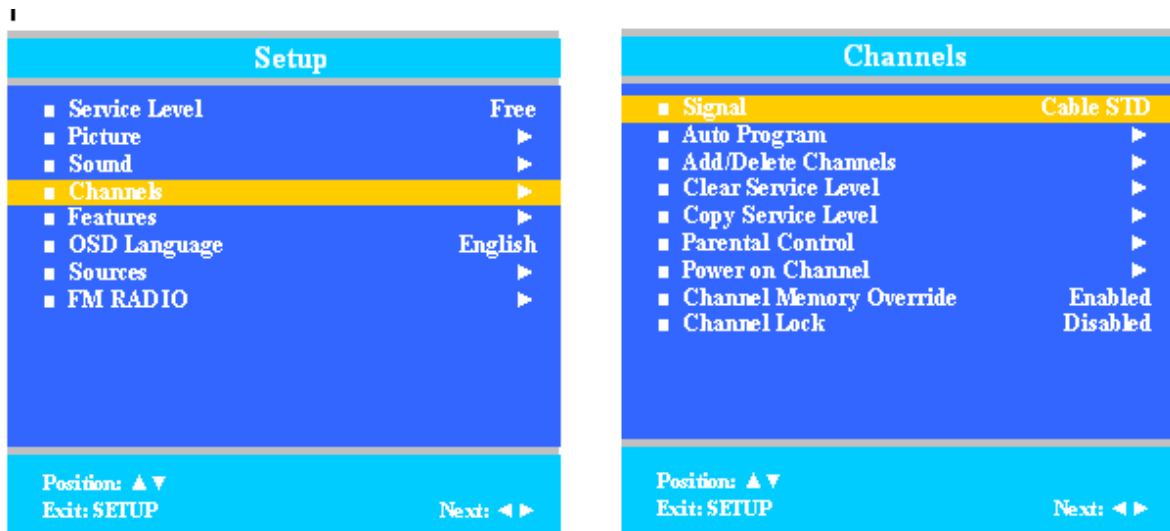 Setup
Service Level Free
Picture
Sound
Channels
Features
OSD Language English
Sources
FM RADIO
Position: ▲▼
Exit: SETUP Next: ◄►
Channels
Signal Cable STD
Auto Program
Add/Delete Channels
Clear Service Level
Copy Service Level
Parental Control
Power on Channel
Channel Memory Override Enabled
Channel Lock Disabled
Position: ▲▼
Exit: SETUP Next: ◄►